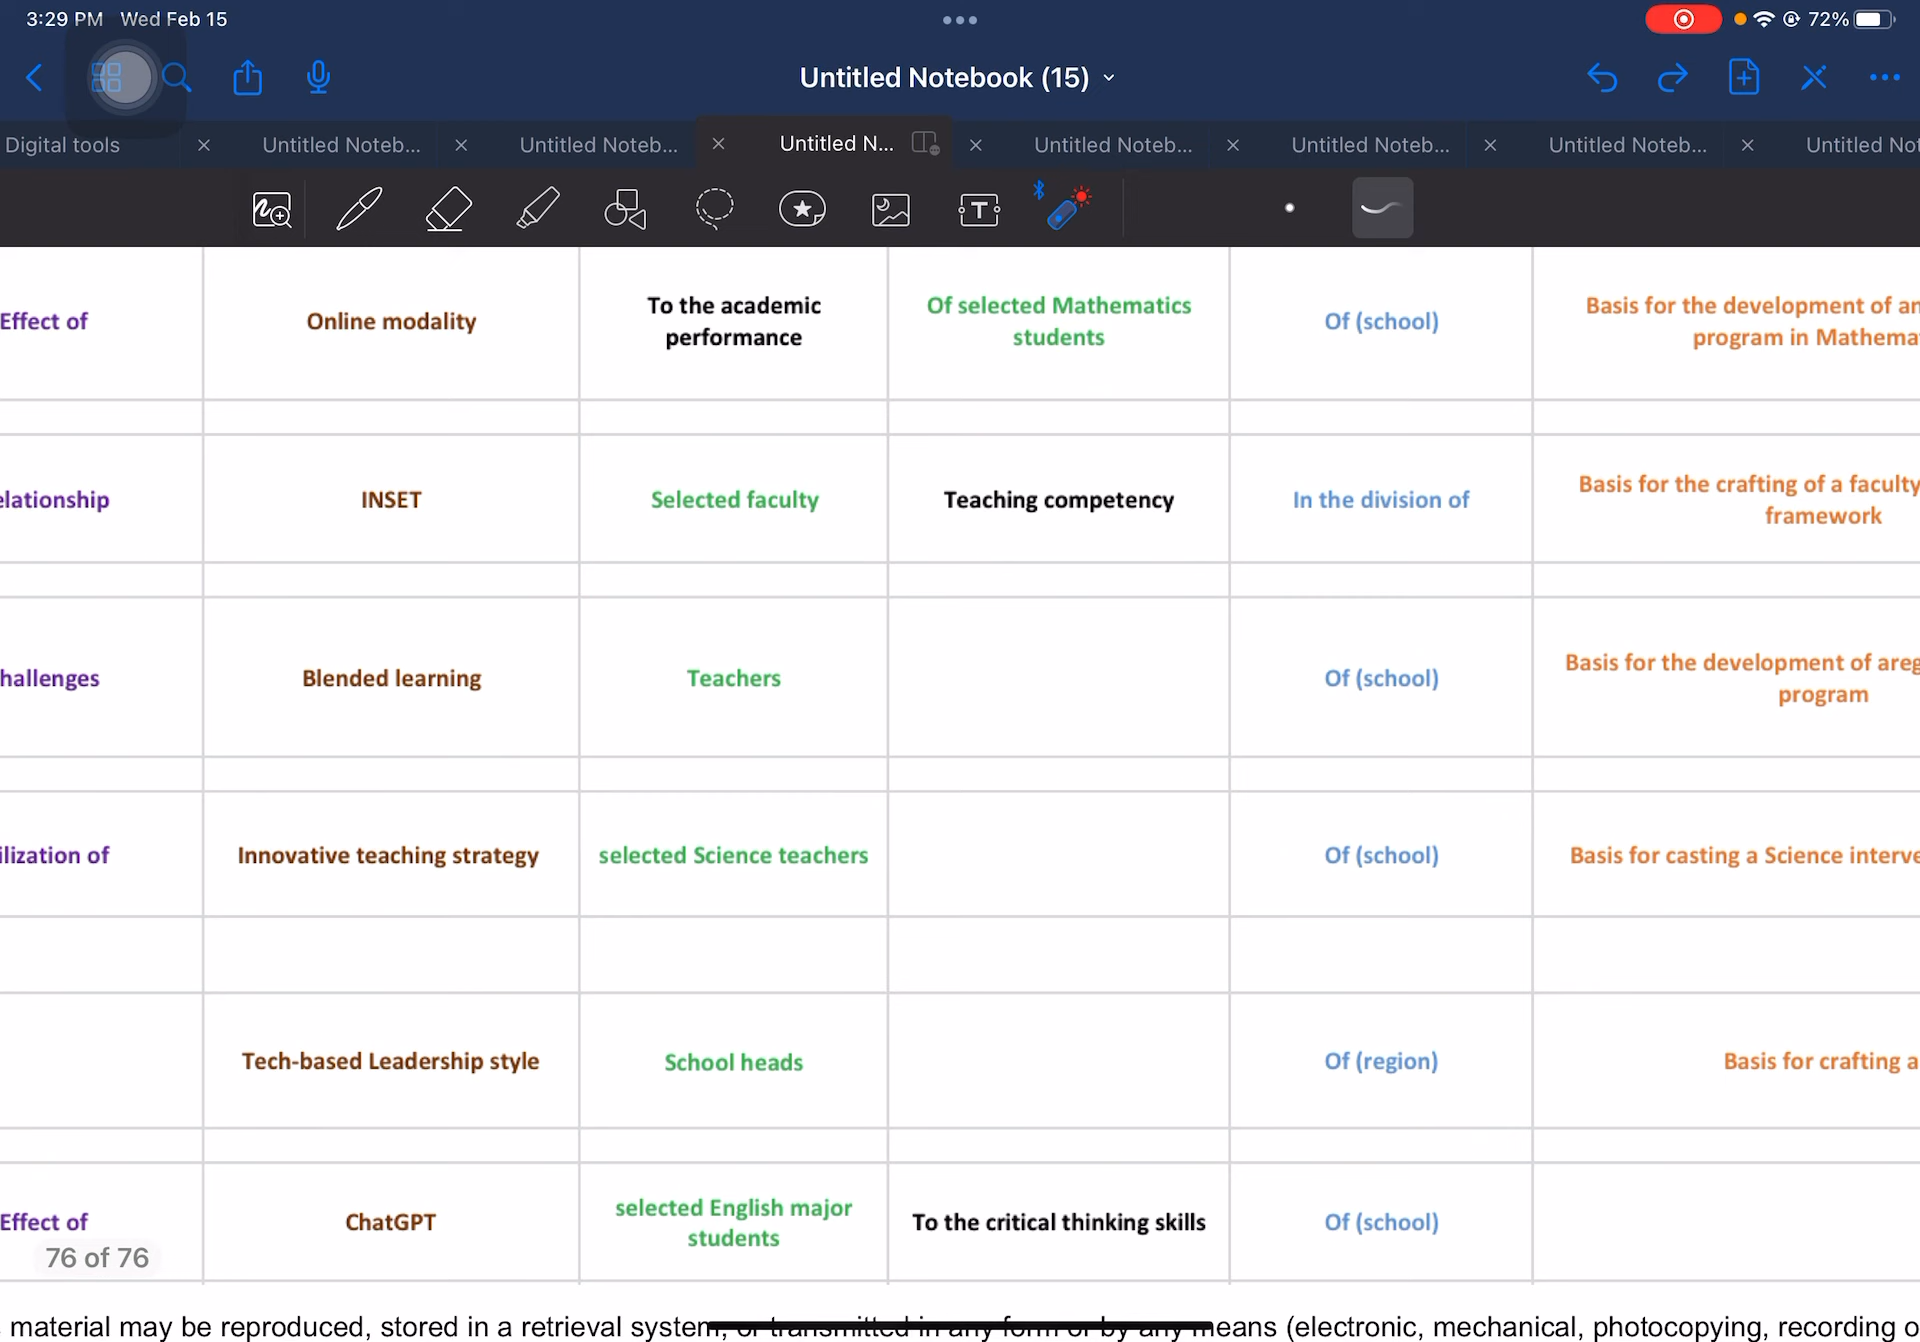 3:29 PM Wed Feb 15
72%
Untitled Notebook (15)
Digital tools
Untitled Noteb...
Untitled Noteb...
Untitled N...
Untitled Noteb...
Untitled Noteb...
Untitled Noteb...
Untitled Not
T
Effect of
Online modality
To the academic
performance
Of selected Mathematics
students
Of (school)
Basis for the development of an
program in Mathema
elationship
INSET
Selected faculty
Teaching competency
In the division of
Basis for the crafting of a faculty
framework
hallenges
Blended learning
Teachers
Of (school)
Basis for the development of areg
program
ilization of
Innovative teaching strategy
selected Science teachers
Of (school)
Basis for casting a Science interve
Tech-based Leadership style
School heads
Of (region)
Basis for crafting a
Effect of
ChatGPT
selected English major
students
To the critical thinking skills
Of (school)
76 of 76
material may be reproduced, stored in a retrieval system, or transmitted in any form or by any means (electronic, mechanical, photocopying, recording o